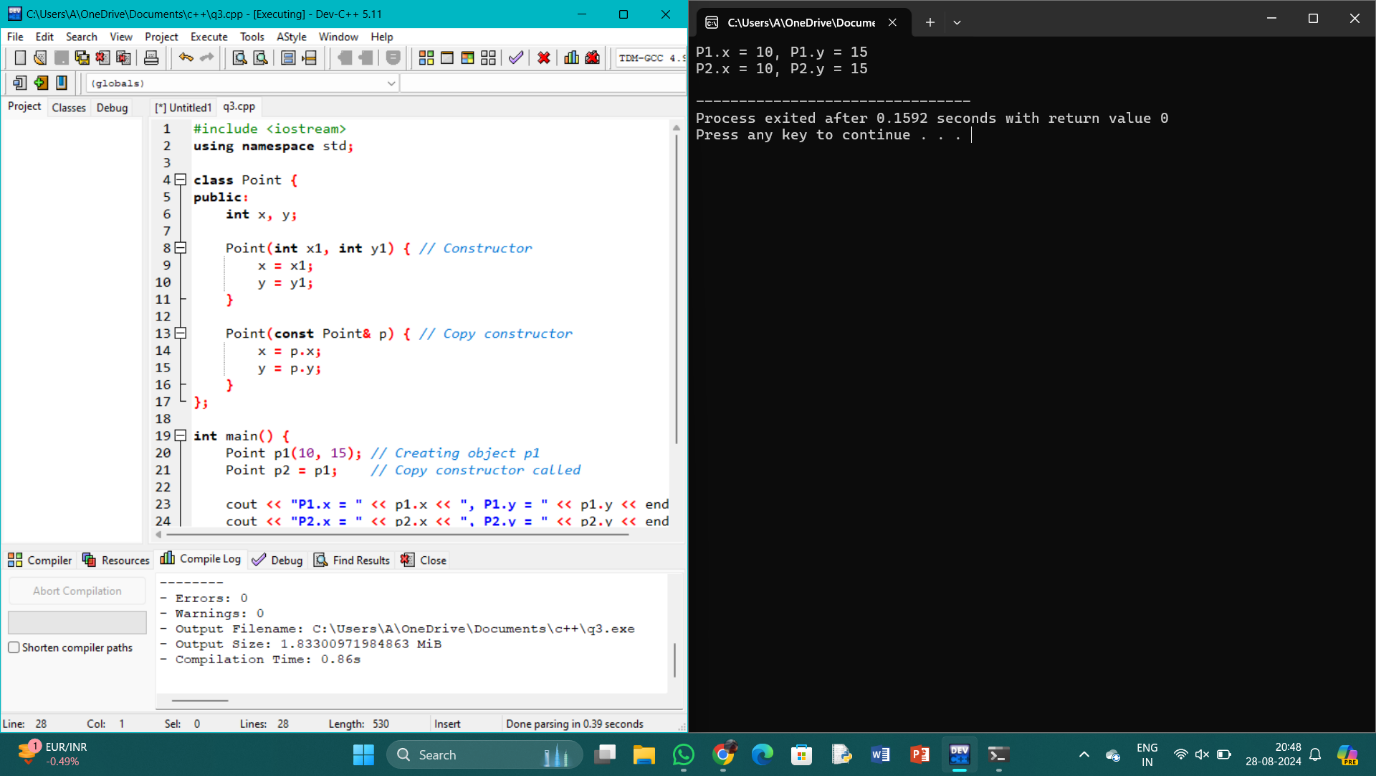 C:\Users\A\OneDrive\Documents\c++\q3.cpp - [Executing] - Dev-C++ 5.11
File Edit Search View Project Execute Tools AStyle Window Help
TDM-GCC 4.9
(globals)
Project Classes Debug
[*] Untitled1 q3.cpp
1 #include <iostream>
2 using namespace std;
3
4 class Point {
5 public:
6 int x, y;
7
8 Point(int x1, int y1) { // Constructor
9 x = x1;
10 y = y1;
11 }
12
13 Point(const Point& p) { // Copy constructor
14 x = p.x;
15 y = p.y;
16 }
17 };
18
19 int main() {
20 Point p1(10, 15); // Creating object p1
21 Point p2 = p1; // Copy constructor called
22
23 cout << "P1.x = " << p1.x << ", P1.y = " << p1.y << end
24 cout << "P2.x = " << p2.x << ", P2.y = " << p2.y << end
Compiler Resources Compile Log Debug Find Results Close
Abort Compilation
Shorten compiler paths
--------
- Errors: 0
- Warnings: 0
- Output Filename: C:\Users\A\OneDrive\Documents\c++\q3.exe
- Output Size: 1.83300971984863 MiB
- Compilation Time: 0.86s
Line: 28 Col: 1 Sel: 0 Lines: 28 Length: 530 Insert Done parsing in 0.39 seconds
C:\Users\A\OneDrive\Docume
P1.x = 10, P1.y = 15
P2.x = 10, P2.y = 15
--------------------------------
Process exited after 0.1592 seconds with return value 0
Press any key to continue . . .
1
EUR/INR
-0.49%
Search
DEV
ENG
IN
20:48
28-08-2024
PRE